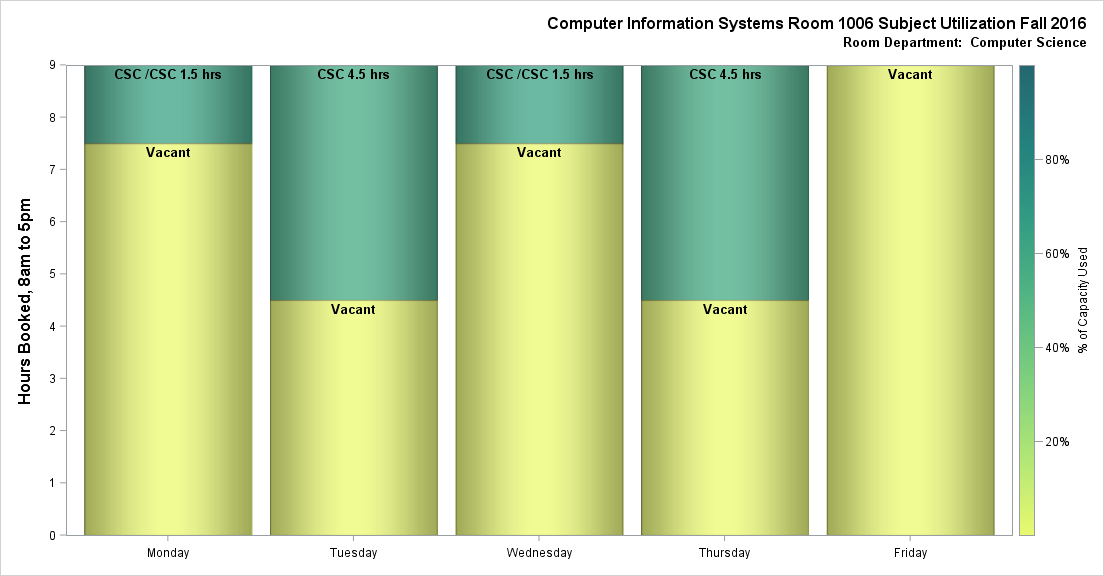 Computer Information Systems Room 1006 Subject Utilization Fall 2016
Room Department:  Computer Science
Hours Booked, 8am to 5pm
9
8
7
6
5
4
3
2
1
0
CSC /CSC 1.5 hrs
Vacant
CSC 4.5 hrs
Vacant
CSC /CSC 1.5 hrs
Vacant
CSC 4.5 hrs
Vacant
Vacant
Monday
Tuesday
Wednesday
Thursday
Friday
80%
60%
40%
20%
% of Capacity Used